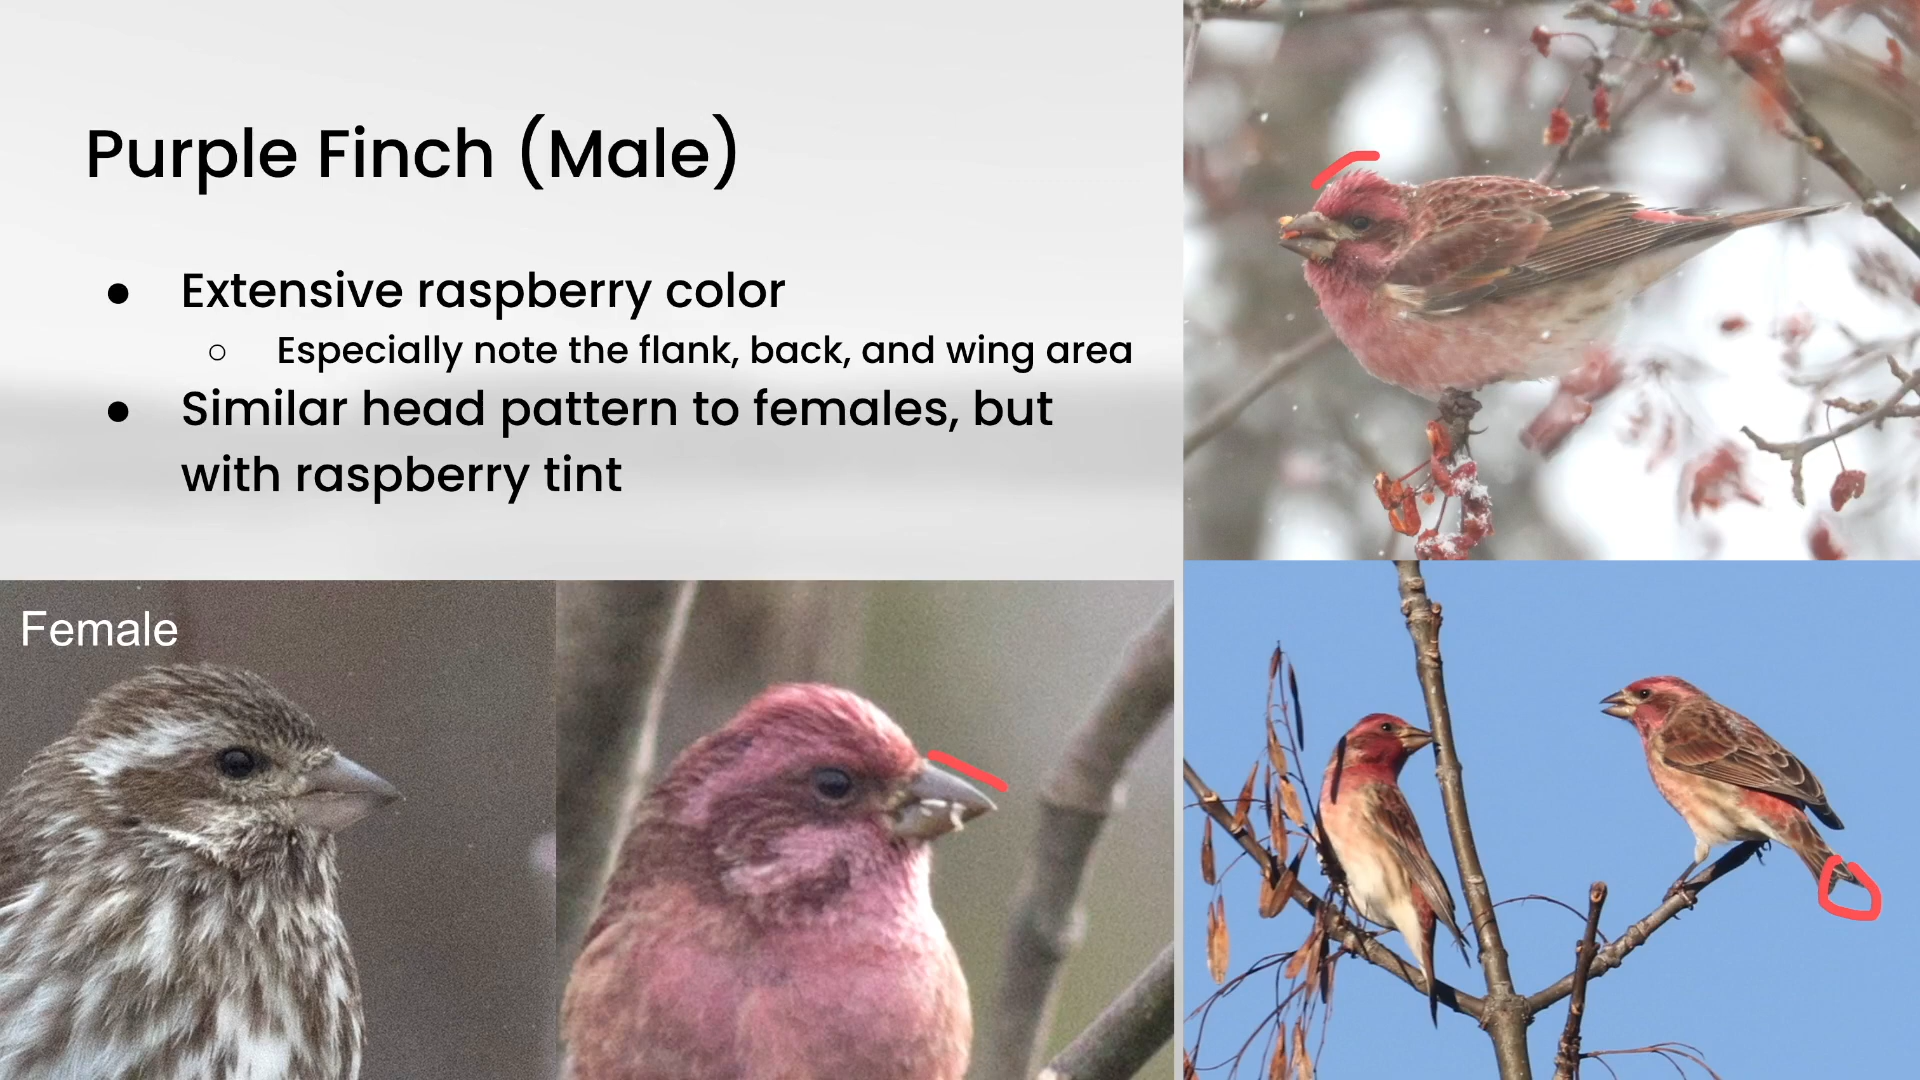 Purple Finch (Male)
● Extensive raspberry color
○ Especially note the flank, back, and wing area
● Similar head pattern to females, but
with raspberry tint
Female